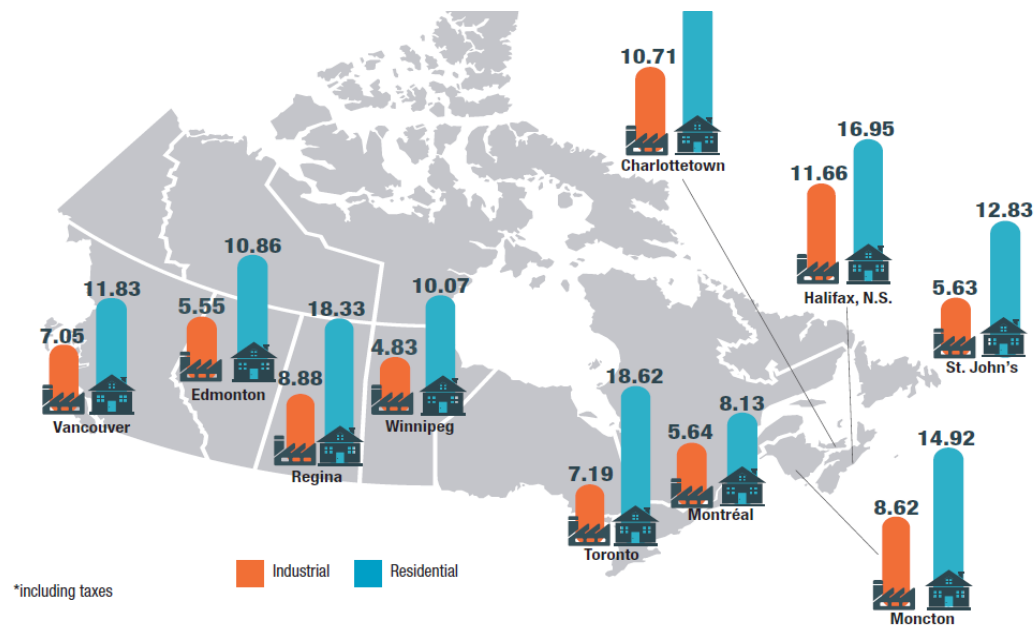 10.71
Charlottetown
11.66
16.95
Halifax, N.S.
5.63
12.83
St. John's
7.05
11.83
Vancouver
5.55
10.86
Edmonton
8.88
18.33
Regina
4.83
10.07
Winnipeg
7.19
18.62
Toronto
5.64
8.13
Montréal
8.62
14.92
Moncton
Industrial
Residential
*including taxes